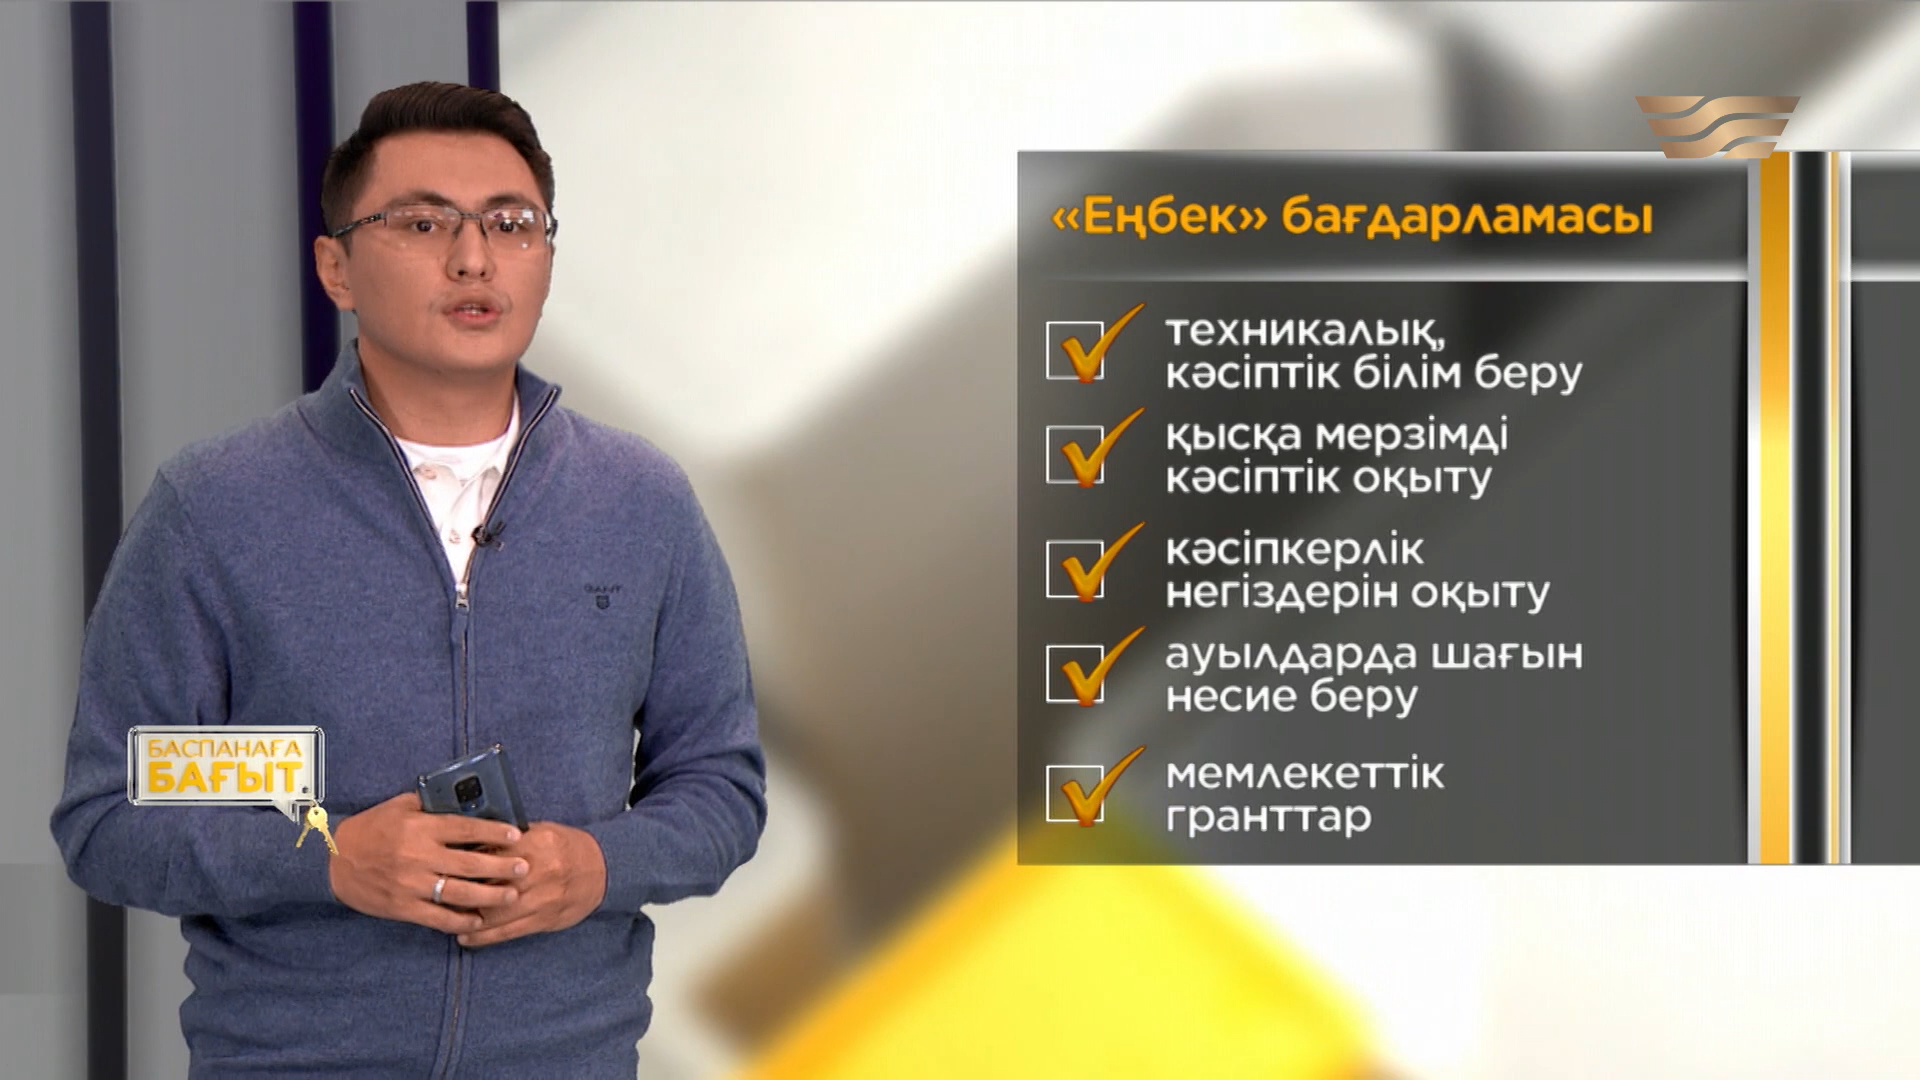 «Еңбек» бағдарламасы
техникалық,
кәсіптік білім беру
қысқа мерзімді
кәсіптік оқыту
кәсіпкерлік
негіздерін оқыту
ауылдарда шағын
несие беру
мемлекеттік
гранттар
GANT
БАСПАНАҒА
БАҒЫТ.